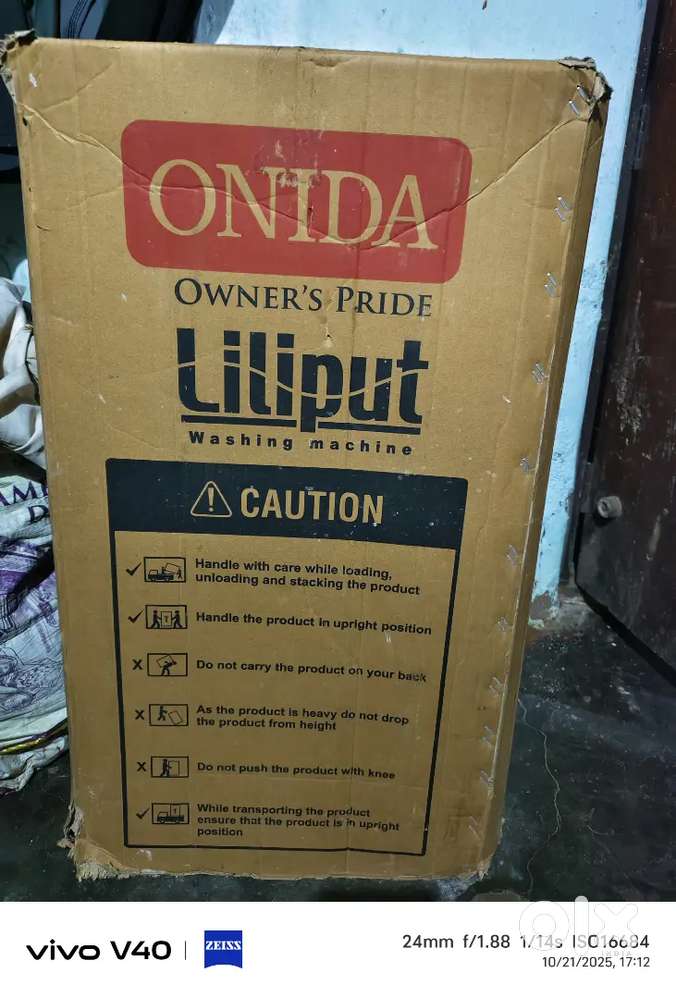 ONIDA
OWNER'S PRIDE
Liliput
Washing machine
CAUTION
Handle with care while loading,
unloading and stacking the product
Handle the product in upright position
Do not carry the product on your back
As the product is heavy do not drop
the product from height
Do not push the product with knee
While transporting the product
ensure that the product is in upright
position
vivo V40 | ZEISS
24mm f/1.88 1/14s ISO16684
10/21/2025, 17:12
olx
INDIA